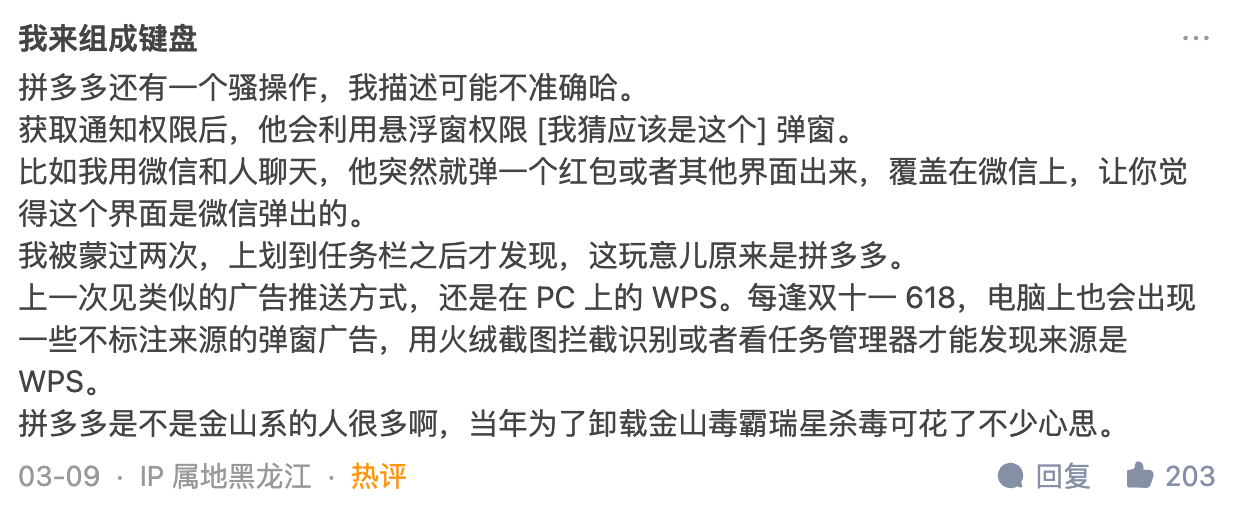 我来组成键盘
拼多多还有一个骚操作，我描述可能不准确哈。
获取通知权限后，他会利用悬浮窗权限 [我猜应该是这个] 弹窗。
比如我用微信和人聊天，他突然就弹一个红包或者其他界面出来，覆盖在微信上，让你觉
得这个界面是微信弹出的。
我被蒙过两次，上划到任务栏之后才发现，这玩意儿原来是拼多多。
上一次见类似的广告推送方式，还是在 PC 上的 WPS。每逢双十一 618，电脑上也会出现
一些不标注来源的弹窗广告，用火绒截图拦截识别或者看任务管理器才能发现来源是
WPS。
拼多多是不是金山系的人很多啊，当年为了卸载金山毒霸瑞星杀毒可花了不少心思。
03-09 · IP 属地黑龙江 · 热评 回复 203